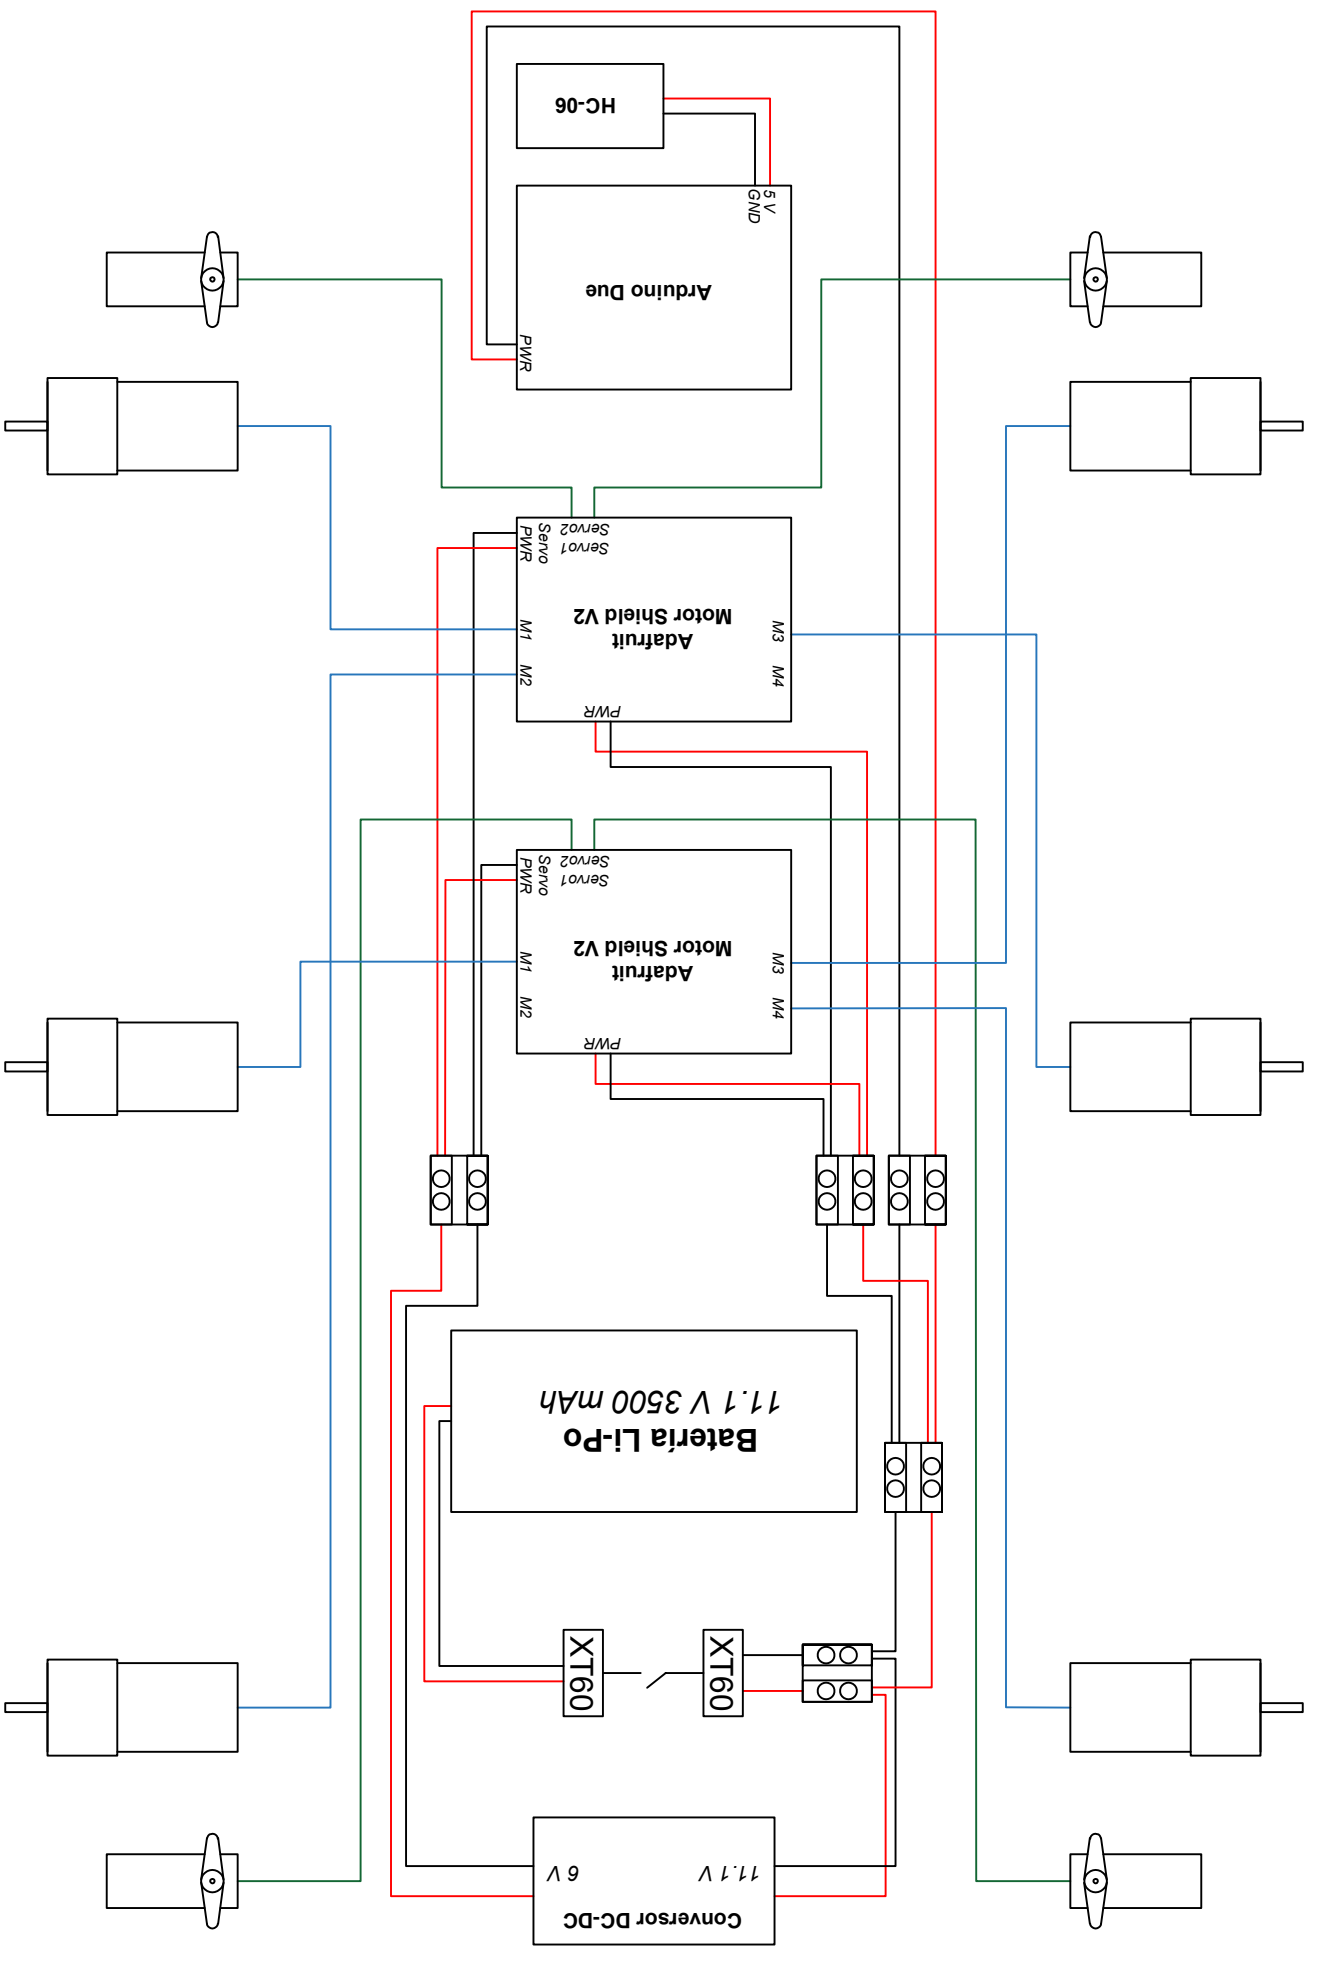 Conversor DC-DC
11.1 V
6 V
XT60
XT60
Batería Li-Po
11.1 V 3500 mAh
PWR
M4
M2
Adafruit
Motor Shield V2
M3
M1
Servo1
Servo2
Servo
PWR
PWR
M4
M2
Adafruit
Motor Shield V2
M3
M1
Servo1
Servo2
Servo
PWR
PWR
Arduino Due
5 V
GND
HC-06